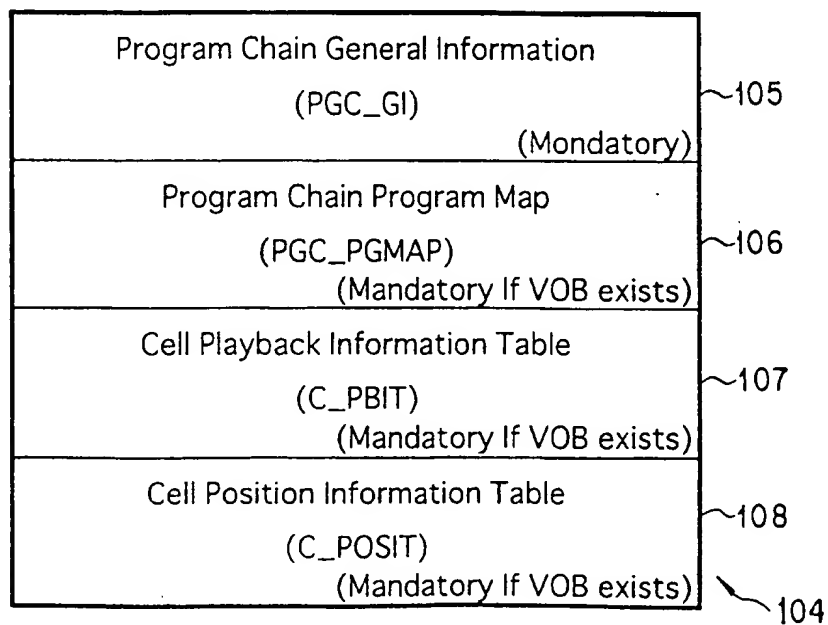 Program Chain General Information
(PGC_GI)
(Mondatory)
105
Program Chain Program Map
(PGC_PGMAP)
(Mandatory If VOB exists)
106
Cell Playback Information Table
(C_PBIT)
(Mandatory If VOB exists)
107
Cell Position Information Table
(C_POSIT)
(Mandatory If VOB exists)
108
104